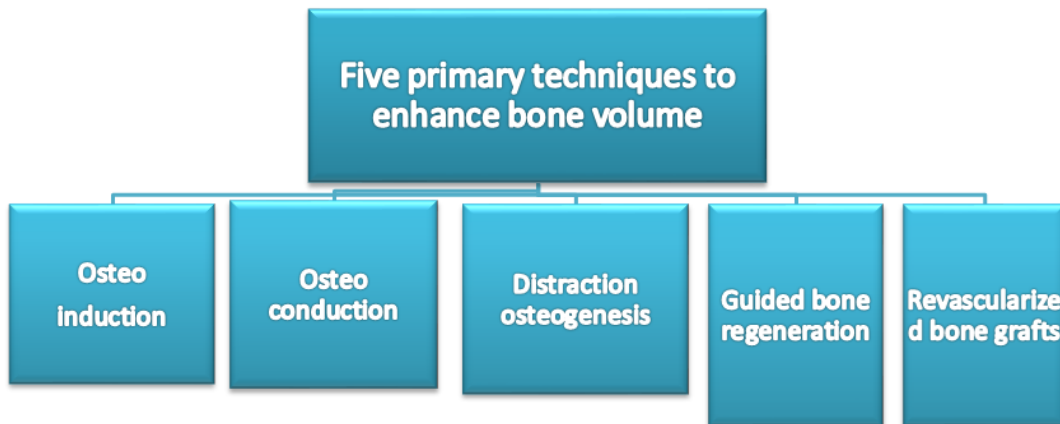 Five primary techniques to
enhance bone volume
Osteo
induction
Osteo
conduction
Distraction
osteogenesis
Guided bone
regeneration
Revascularize
d bone grafts